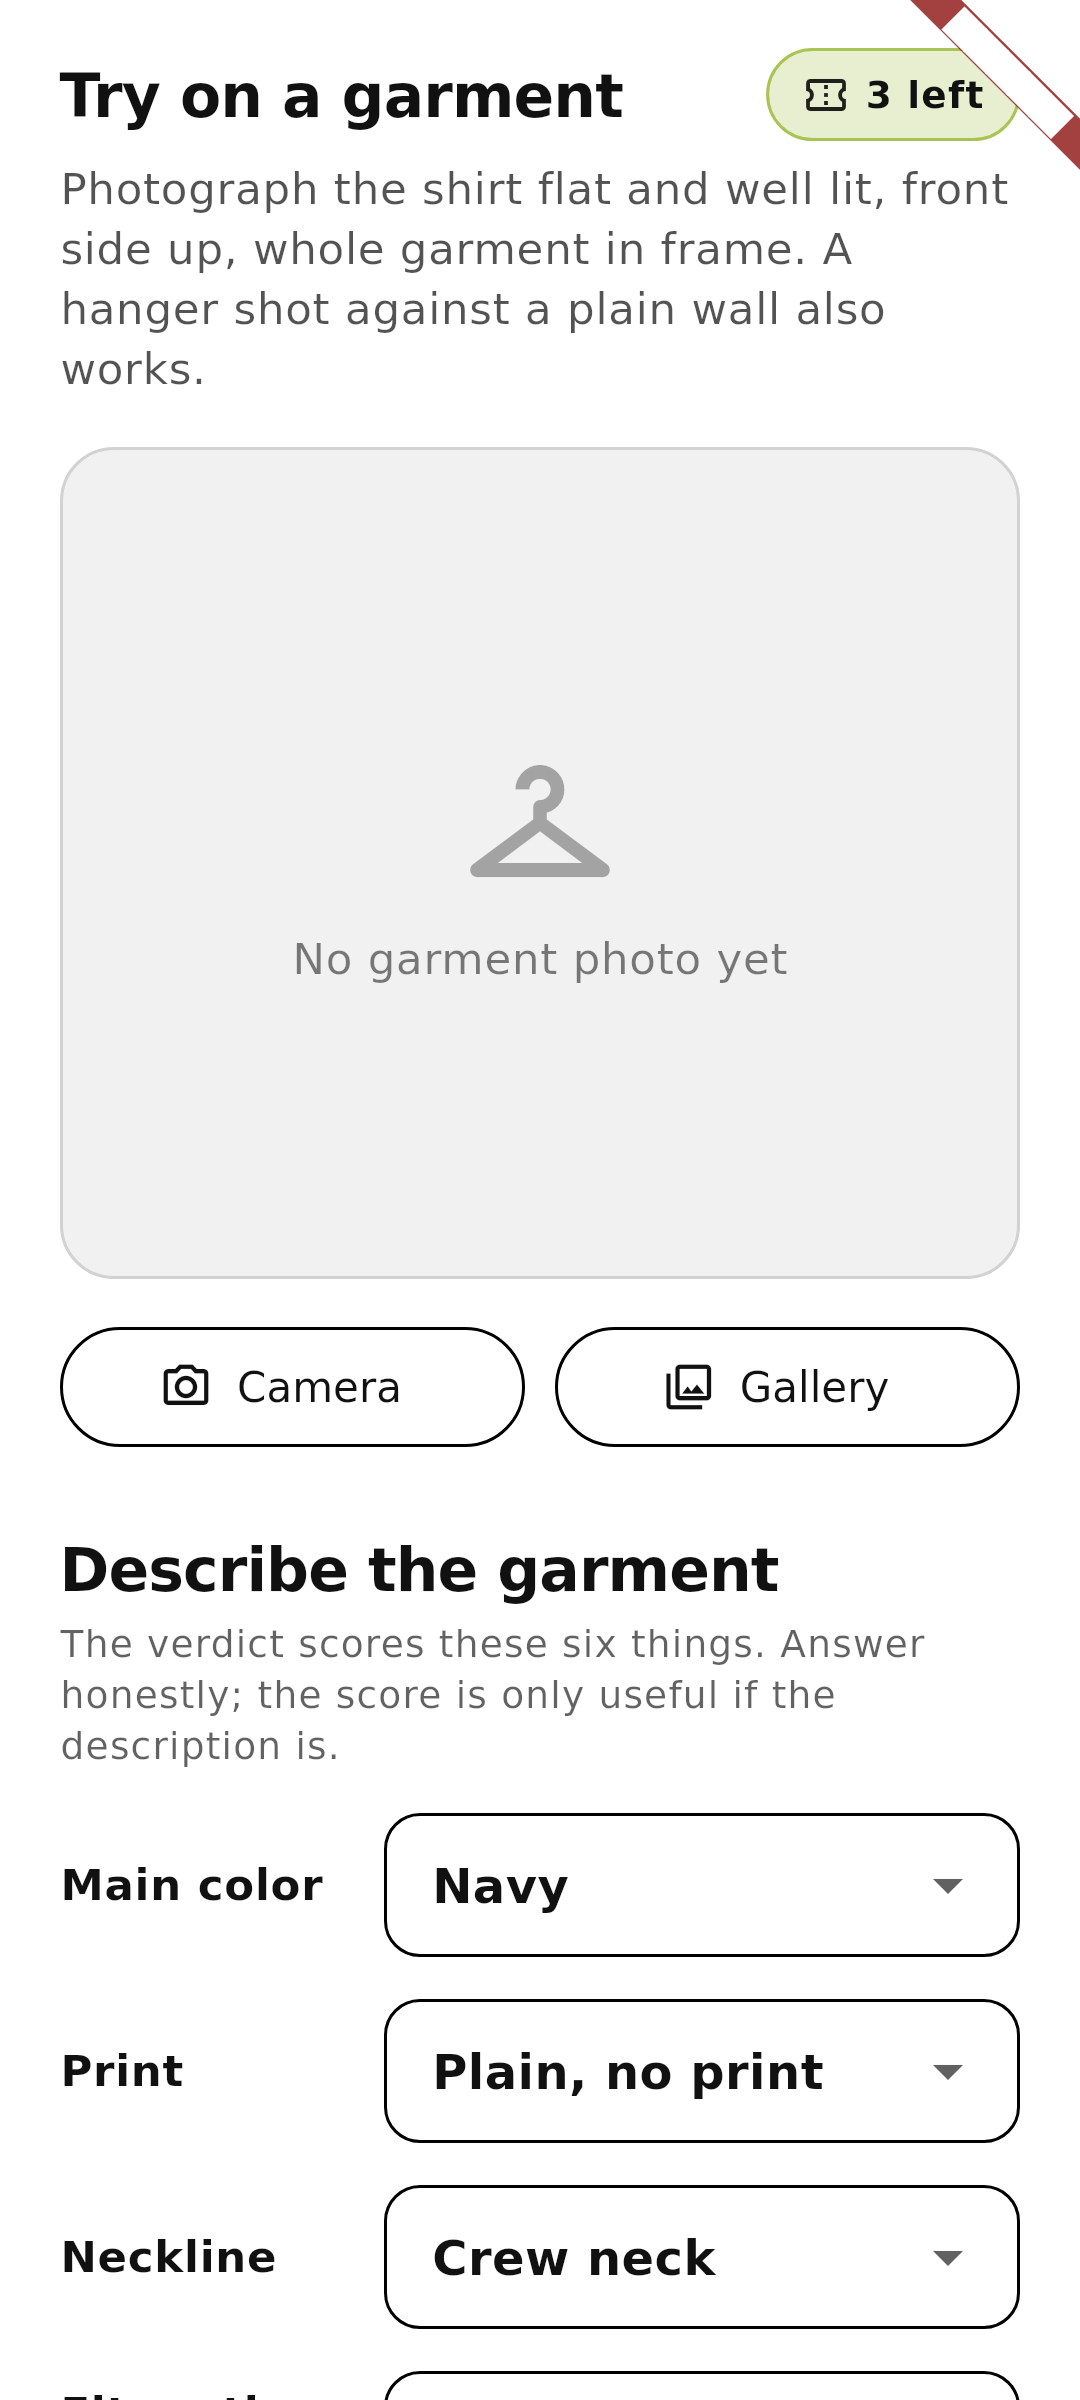 Try on a garment
3 left
Photograph the shirt flat and well lit, front
side up, whole garment in frame. A
hanger shot against a plain wall also
works.
No garment photo yet
Camera
Gallery
Describe the garment
The verdict scores these six things. Answer
honestly; the score is only useful if the
description is.
Main color
Navy
Print
Plain, no print
Neckline
Crew neck